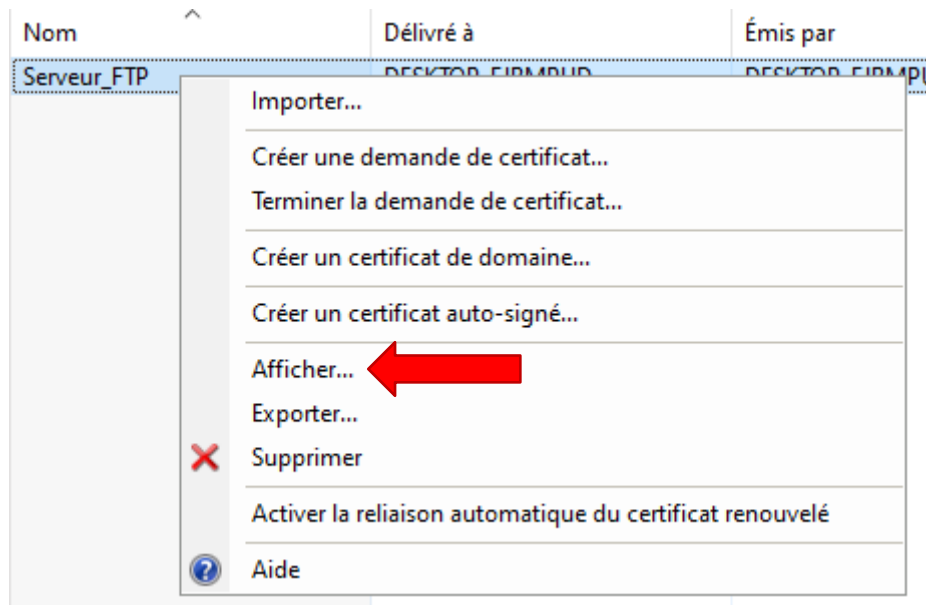 Nom Délivré à Émis par
Serveur_FTP
Importer...
Créer une demande de certificat...
Terminer la demande de certificat...
Créer un certificat de domaine...
Créer un certificat auto-signé...
Afficher...
Exporter...
Supprimer
Activer la reliaison automatique du certificat renouvelé
Aide